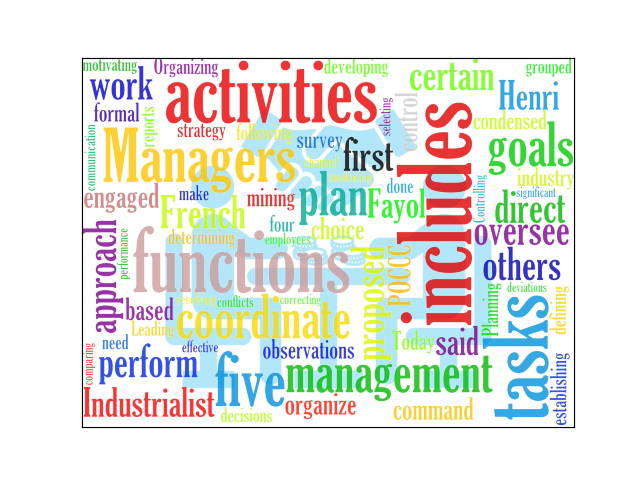 motivating Organizing developing grouped
work activities certain Henri
formal reports selecting control condensed
strategy following survey first goals
communication Managers channel industry
engaged make mining plan done Controlling significant
French Fayol direct
performance determining four employees choice includes oversee
approach functions proposed POCCC others
based resolving conflicts correcting deviations
Leading coordinate Planning tasks defining
need effective observations Today said
comparing perform five management establishing
Industrialist decisions organize command